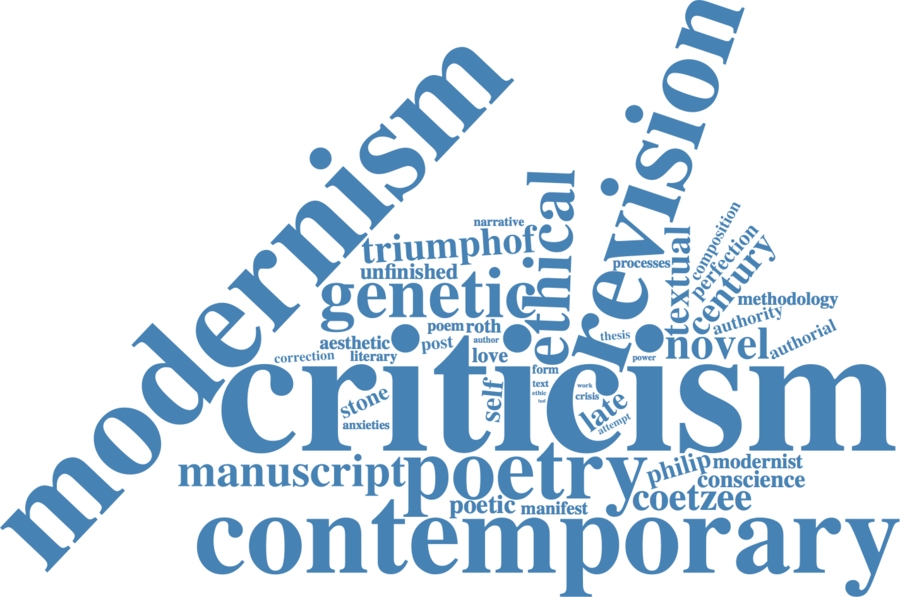 modernism
revision
narrative
ethical
composition
triumphof
perfection
unfinished
processes
textual
century
genetic
methodology
authority
poem roth
author
thesis
aesthetic
post
novel
authorial
correction
literary
love
power
criticism
form
self
text
work
ethic
crisis
stone
late
anxieties
attempt
manuscript
poetry
philip
modernist
conscience
poetic
manifest
coetzee
contemporary